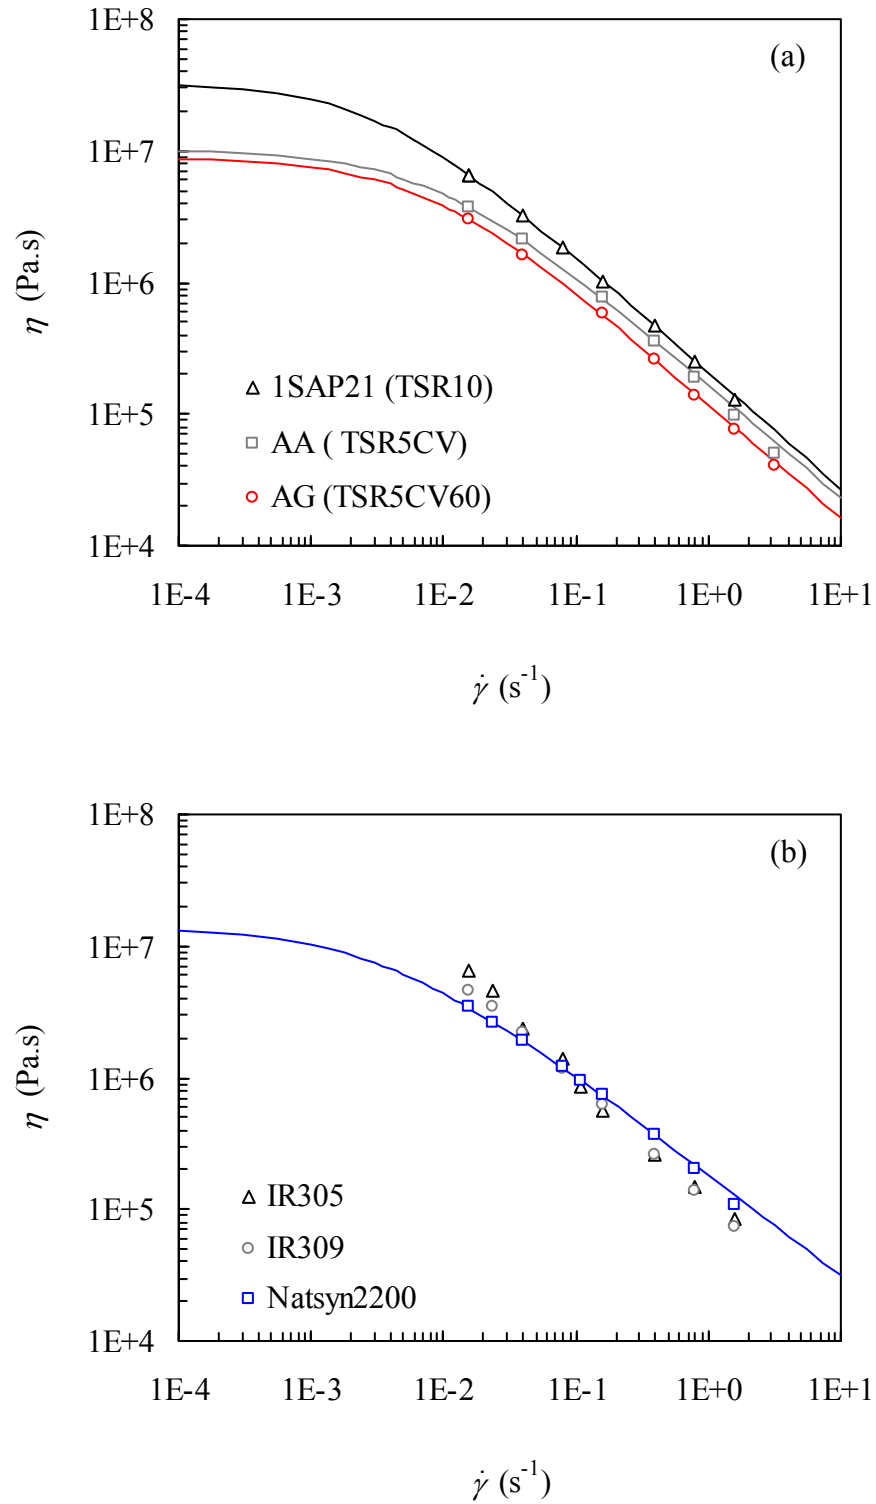 1E+8
(a)
1E+7
1E+6
η (Pa.s)
1SAP21 (TSR10)
1E+5
AA ( TSR5CV)
AG (TSR5CV60)
1E+4
1E-4 1E-3 1E-2 1E-1 1E+0 1E+1
γ̇ (s⁻¹)
1E+8
(b)
1E+7
η (Pa.s)
1E+6
IR305
1E+5
IR309
Natsyn2200
1E+4
1E-4 1E-3 1E-2 1E-1 1E+0 1E+1
γ̇ (s⁻¹)